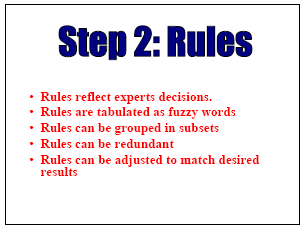 Step 2: Rules
• Rules reflect experts decisions.
• Rules are tabulated as fuzzy words
• Rules can be grouped in subsets
• Rules can be redundant
• Rules can be adjusted to match desired
results